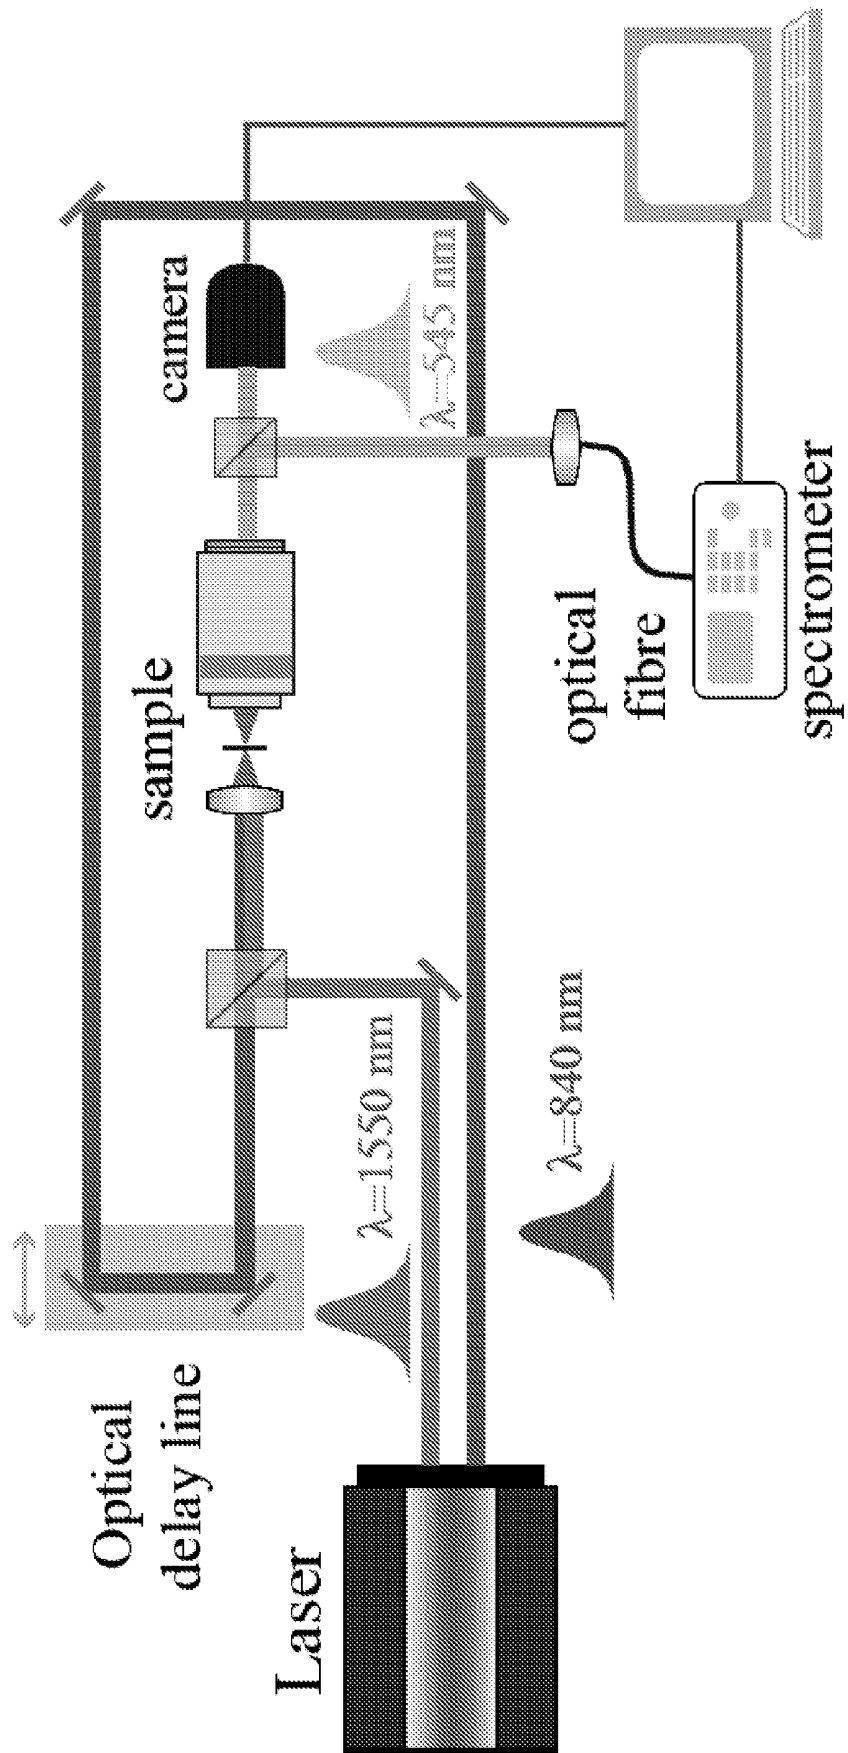 Laser
Optical
delay line
λ=1550 nm
λ=840 nm
sample
camera
λ=545 nm
optical
fibre
spectrometer